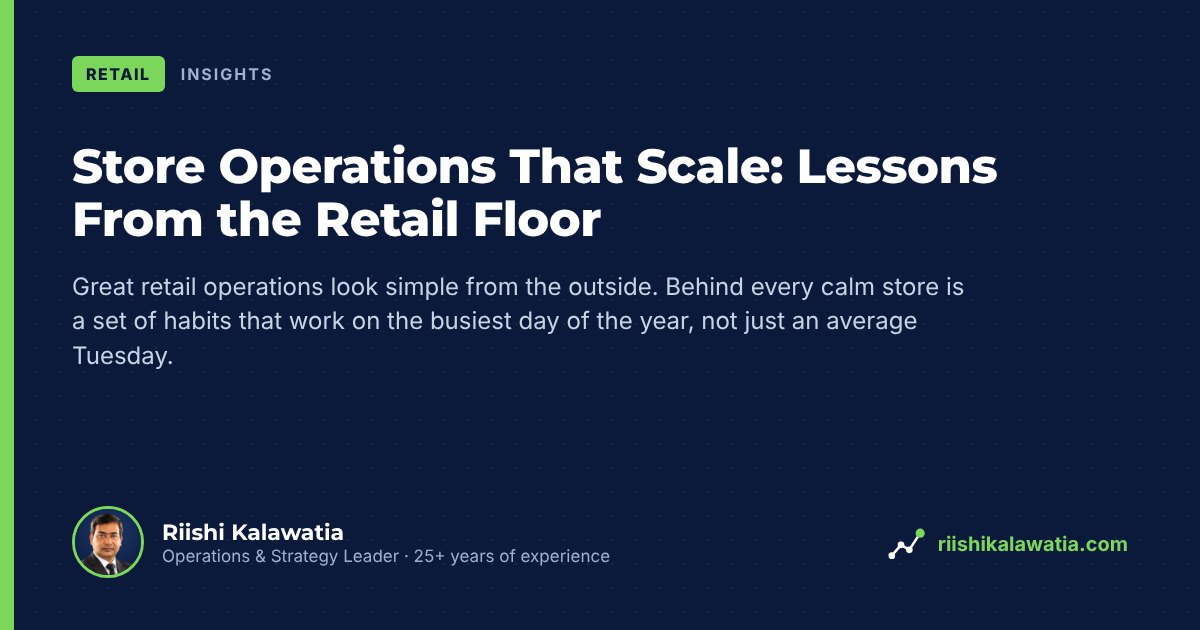 RETAIL INSIGHTS
Store Operations That Scale: Lessons
From the Retail Floor
Great retail operations look simple from the outside. Behind every calm store is
a set of habits that work on the busiest day of the year, not just an average
Tuesday.
Riishi Kalawatia
Operations & Strategy Leader · 25+ years of experience
riishikalawatia.com